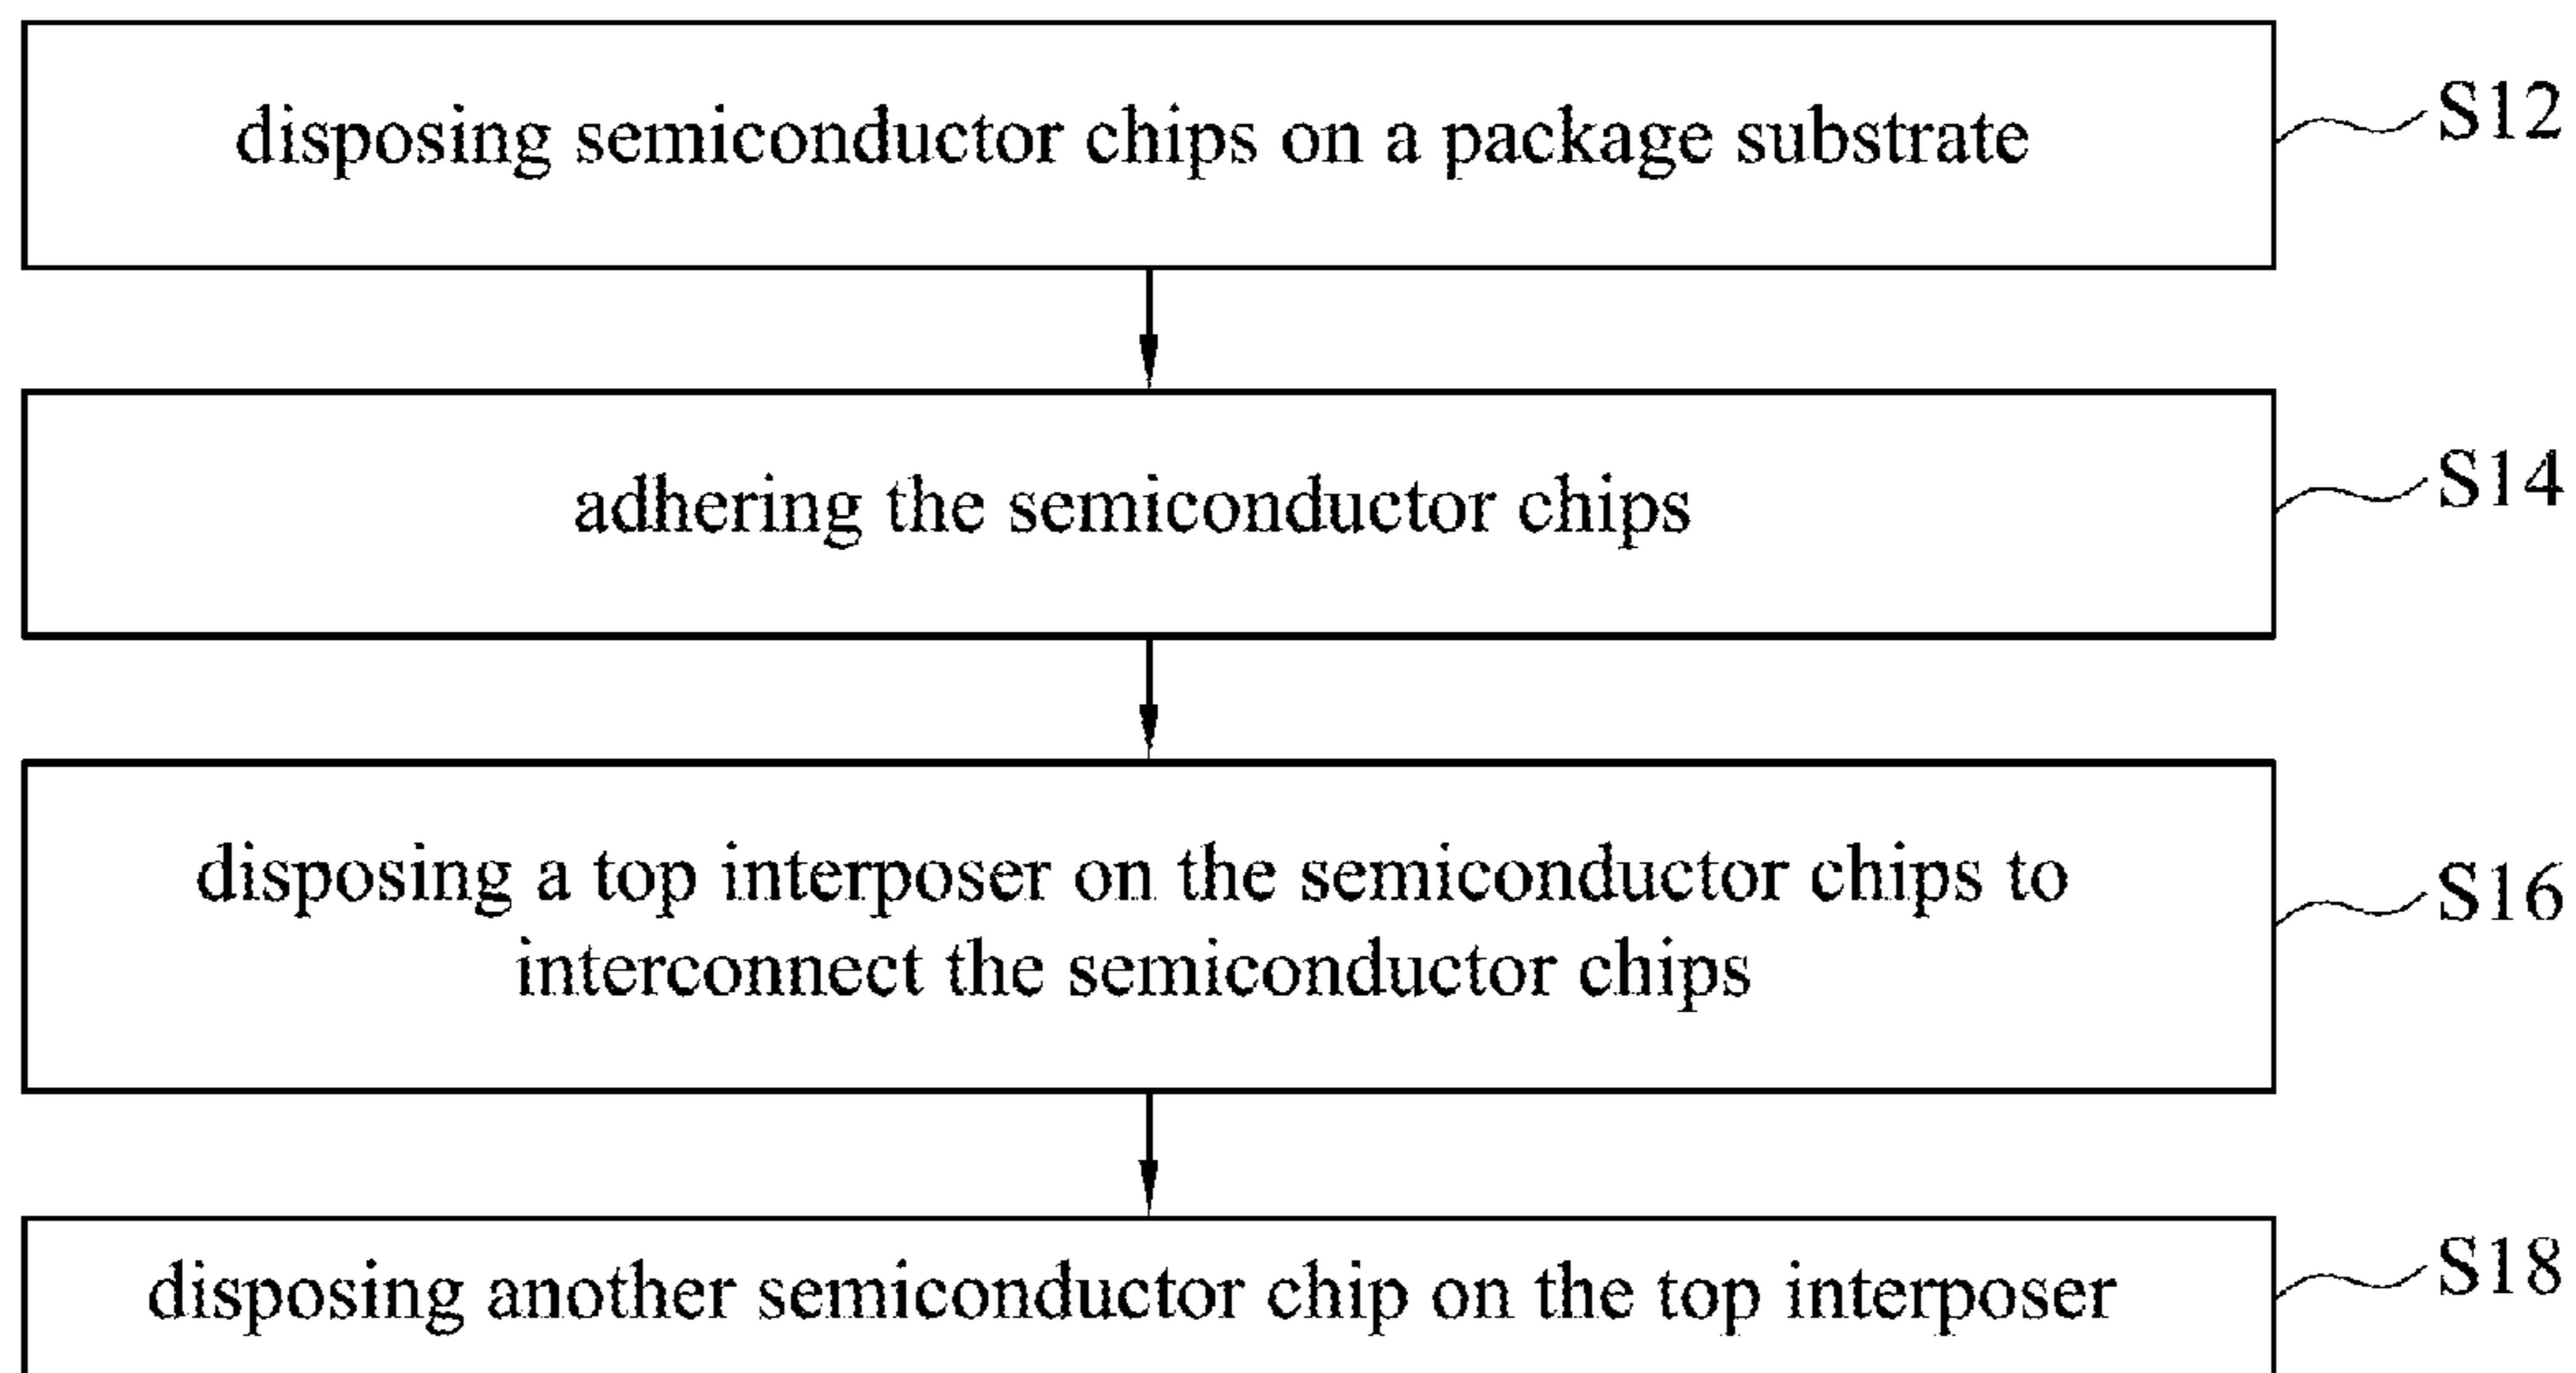 disposing semiconductor chips on a package substrate
S12
adhering the semiconductor chips
S14
disposing a top interposer on the semiconductor chips to
interconnect the semiconductor chips
S16
disposing another semiconductor chip on the top interposer
S18